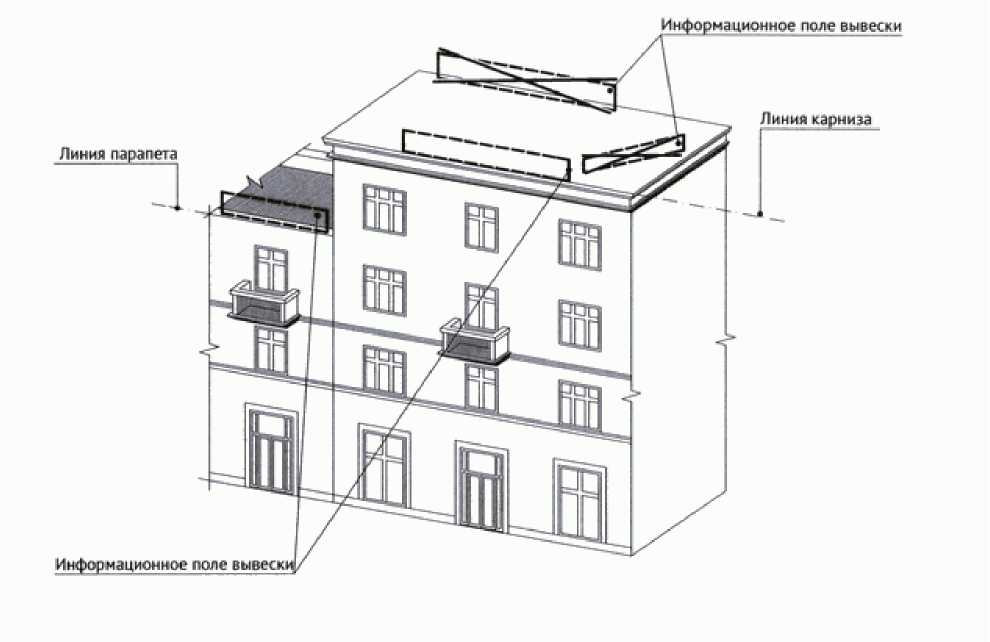 Информационное поле вывески
Линия карниза
Линия парапета
Информационное поле вывески